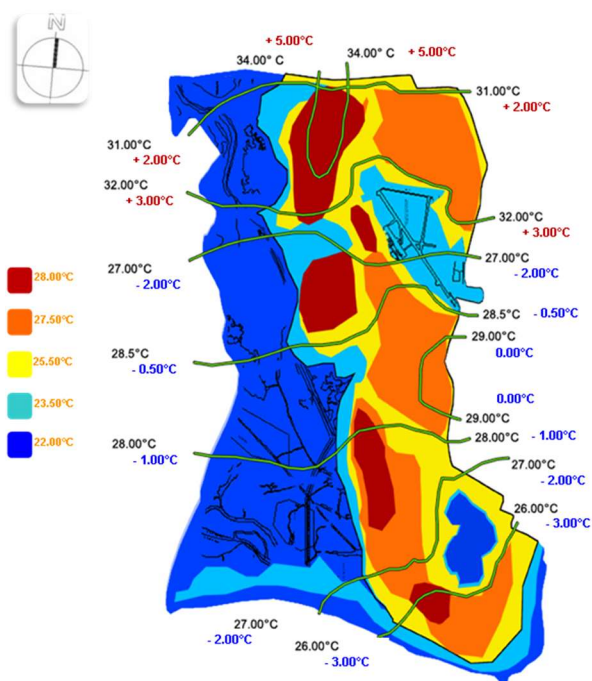 N
+ 5.00°C
34.00° C
34.00° C
+ 5.00°C
31.00°C
+ 2.00°C
31.00°C
+ 2.00°C
32.00°C
+ 3.00°C
32.00°C
+ 3.00°C
27.00°C
- 2.00°C
27.00°C
- 2.00°C
28.00°C
27.50°C
25.50°C
23.50°C
22.00°C
28.5°C - 0.50°C
29.00°C
0.00°C
28.5°C
- 0.50°C
0.00°C
29.00°C
28.00°C - 1.00°C
28.00°C
- 1.00°C
27.00°C
- 2.00°C
26.00°C
- 3.00°C
27.00°C
- 2.00°C
26.00°C
- 3.00°C